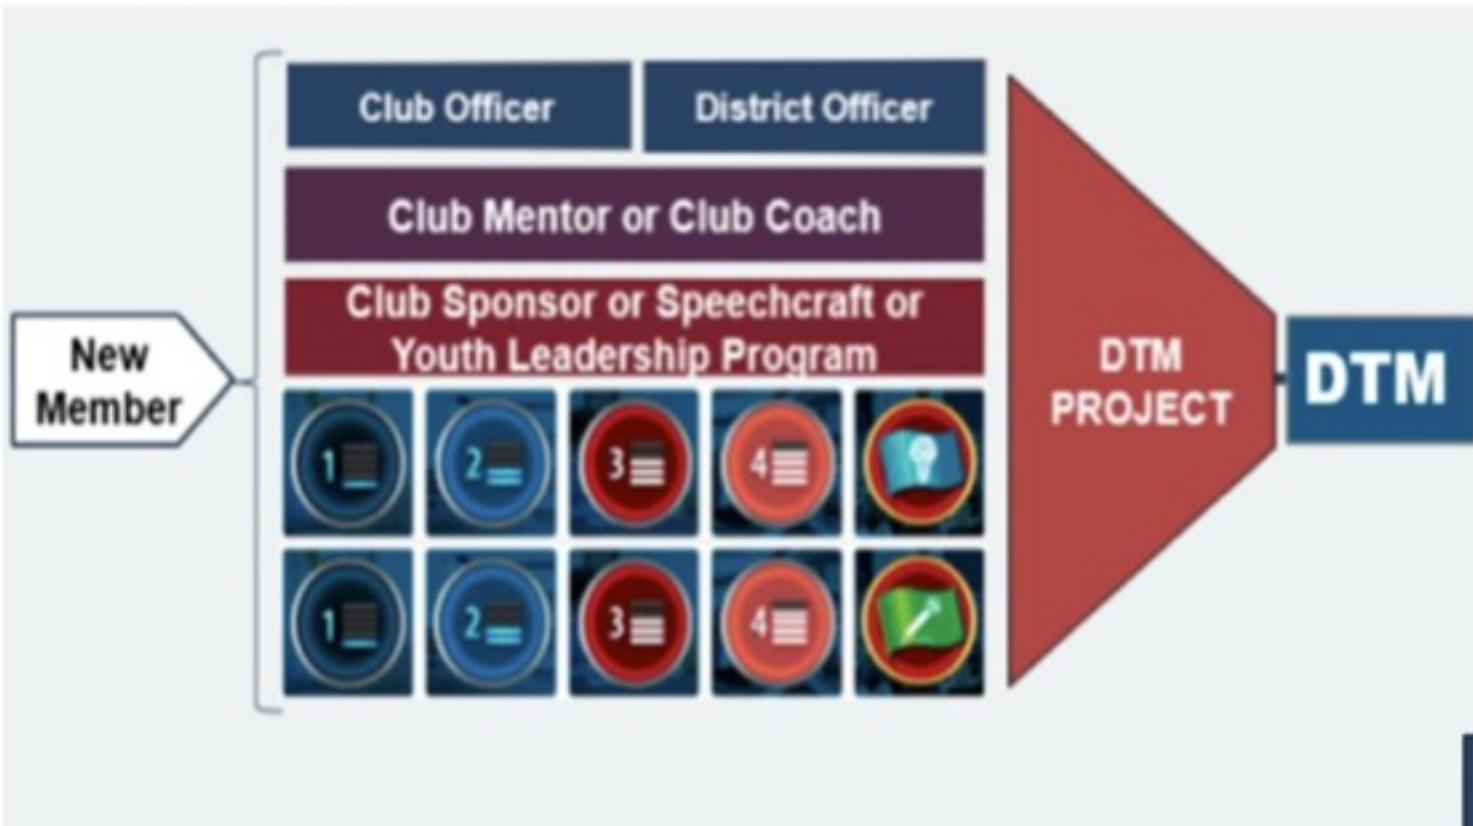 New
Member
Club Officer
District Officer
Club Mentor or Club Coach
Club Sponsor or Speechcraft or
Youth Leadership Program
1
2
3
4
1
2
3
4
DTM
PROJECT
DTM